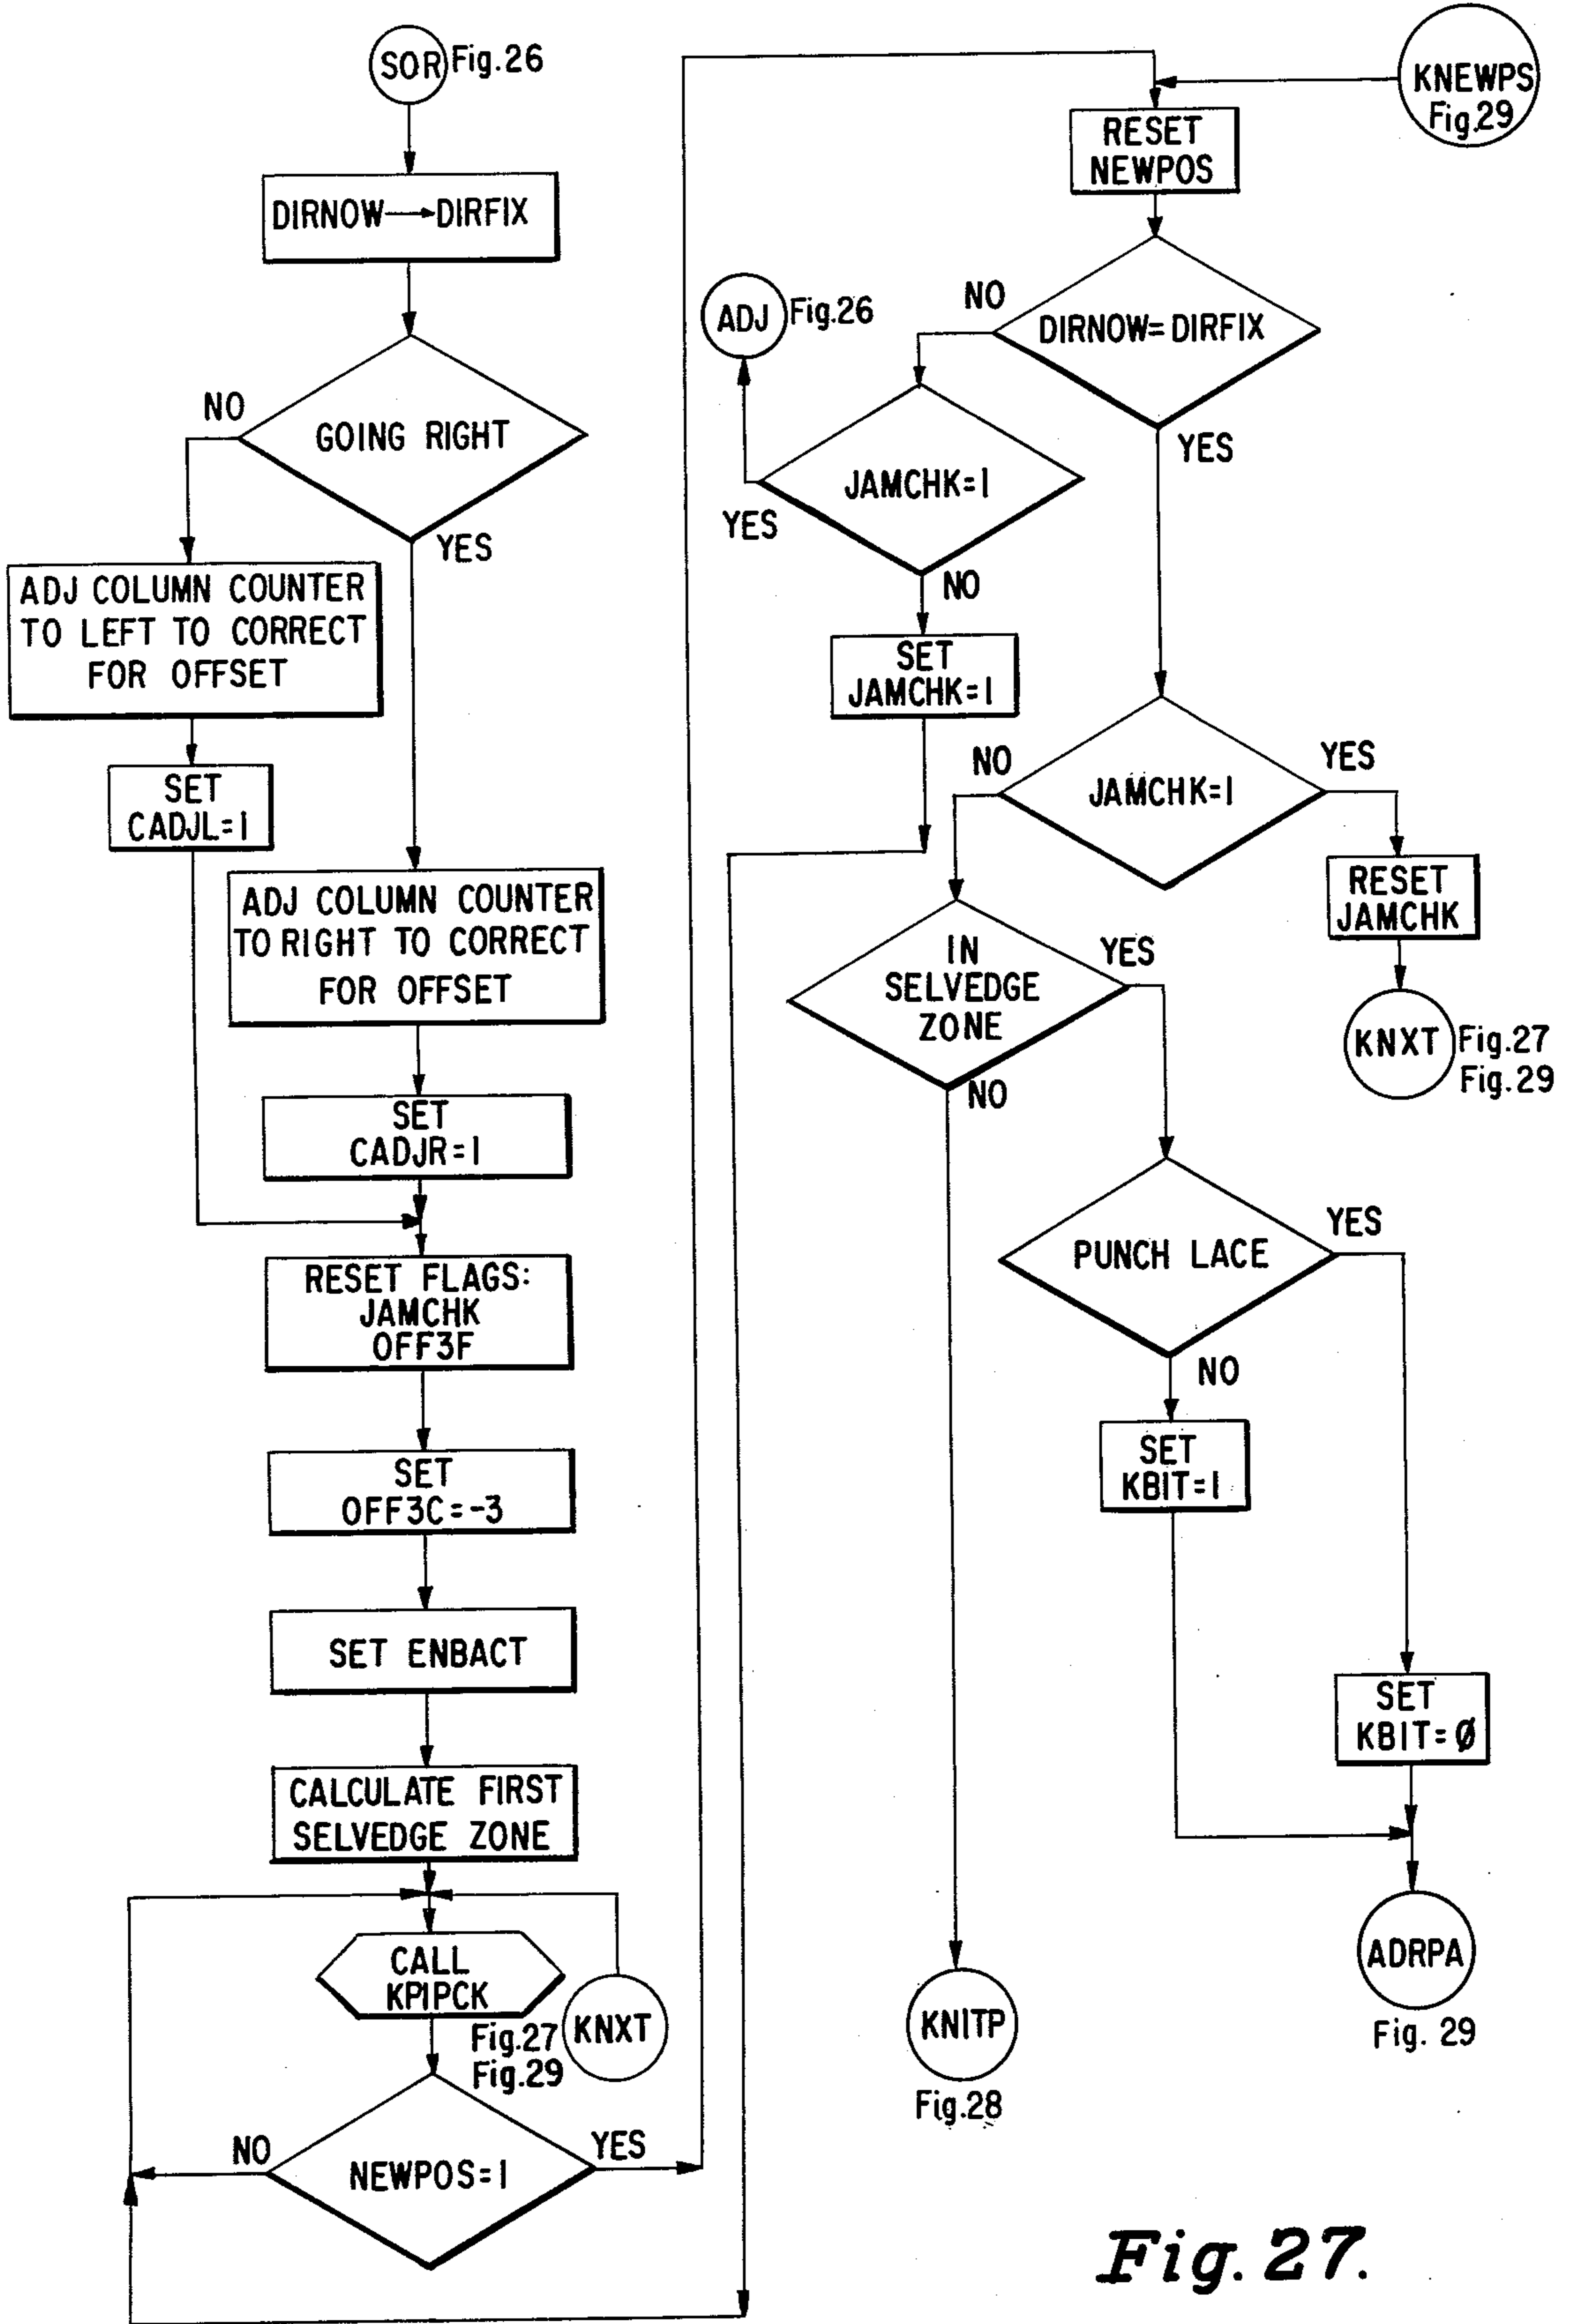 SOR Fig.26
DIRNOW→DIRFIX
GOING RIGHT
NO
YES
ADJ COLUMN COUNTER
TO LEFT TO CORRECT
FOR OFFSET
SET
CADJL=1
ADJ COLUMN COUNTER
TO RIGHT TO CORRECT
FOR OFFSET
SET
CADJR=1
RESET FLAGS:
JAMCHK
OFF3F
SET
OFF3C=-3
SET ENBACT
CALCULATE FIRST
SELVEDGE ZONE
CALL
KPIPCK
KNXT
Fig.27
Fig.29
NEWPOS=1
NO
YES
KNEWPS
Fig.29
RESET
NEWPOS
DIRNOW=DIRFIX
NO
YES
ADJ Fig.26
JAMCHK=1
YES
NO
SET
JAMCHK=1
JAMCHK=1
NO
YES
RESET
JAMCHK
KNXT Fig.27
Fig.29
IN
SELVEDGE
ZONE
YES
NO
PUNCH LACE
YES
NO
SET
KBIT=1
SET
KBIT=Ø
ADRPA
Fig. 29
KNITP
Fig.28
Fig. 27.